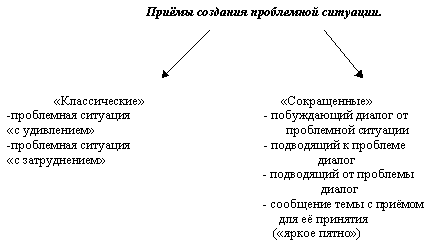 Приёмы создания проблемной ситуации.
«Классические»
-проблемная ситуация
«с удивлением»
-проблемная ситуация
«с затруднением»
«Сокращенные»
- побуждающий диалог от
проблемной ситуации
- подводящий к проблеме
диалог
- подводящий от проблемы
диалог
- сообщение темы с приёмом
для её принятия
(«яркое пятно»)